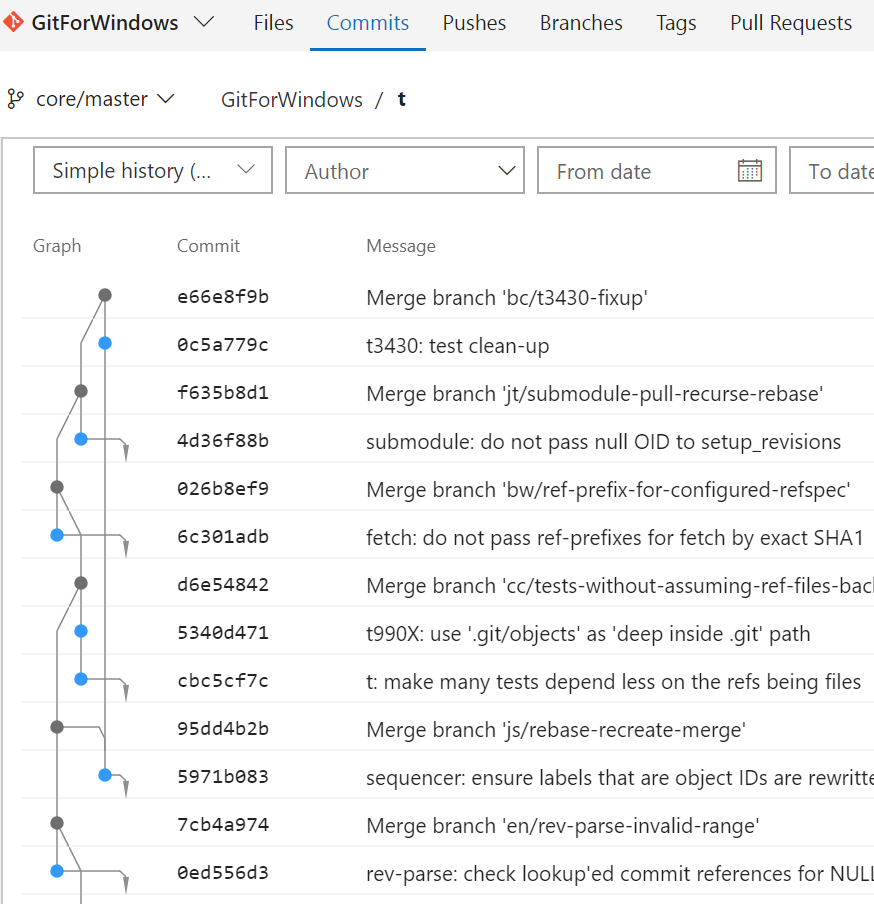 GitForWindows Files Commits Pushes Branches Tags Pull Requests
core/master GitForWindows / t
Simple history (... Author From date To date
Graph Commit Message
e66e8f9b Merge branch 'bc/t3430-fixup'
0c5a779c t3430: test clean-up
f635b8d1 Merge branch 'jt/submodule-pull-recurse-rebase'
4d36f88b submodule: do not pass null OID to setup_revisions
026b8ef9 Merge branch 'bw/ref-prefix-for-configured-refspec'
6c301adb fetch: do not pass ref-prefixes for fetch by exact SHA1
d6e54842 Merge branch 'cc/tests-without-assuming-ref-files-bac
5340d471 t990X: use '.git/objects' as 'deep inside .git' path
cbc5cf7c t: make many tests depend less on the refs being files
95dd4b2b Merge branch 'js/rebase-recreate-merge'
5971b083 sequencer: ensure labels that are object IDs are rewritte
7cb4a974 Merge branch 'en/rev-parse-invalid-range'
0ed556d3 rev-parse: check lookup'ed commit references for NULL